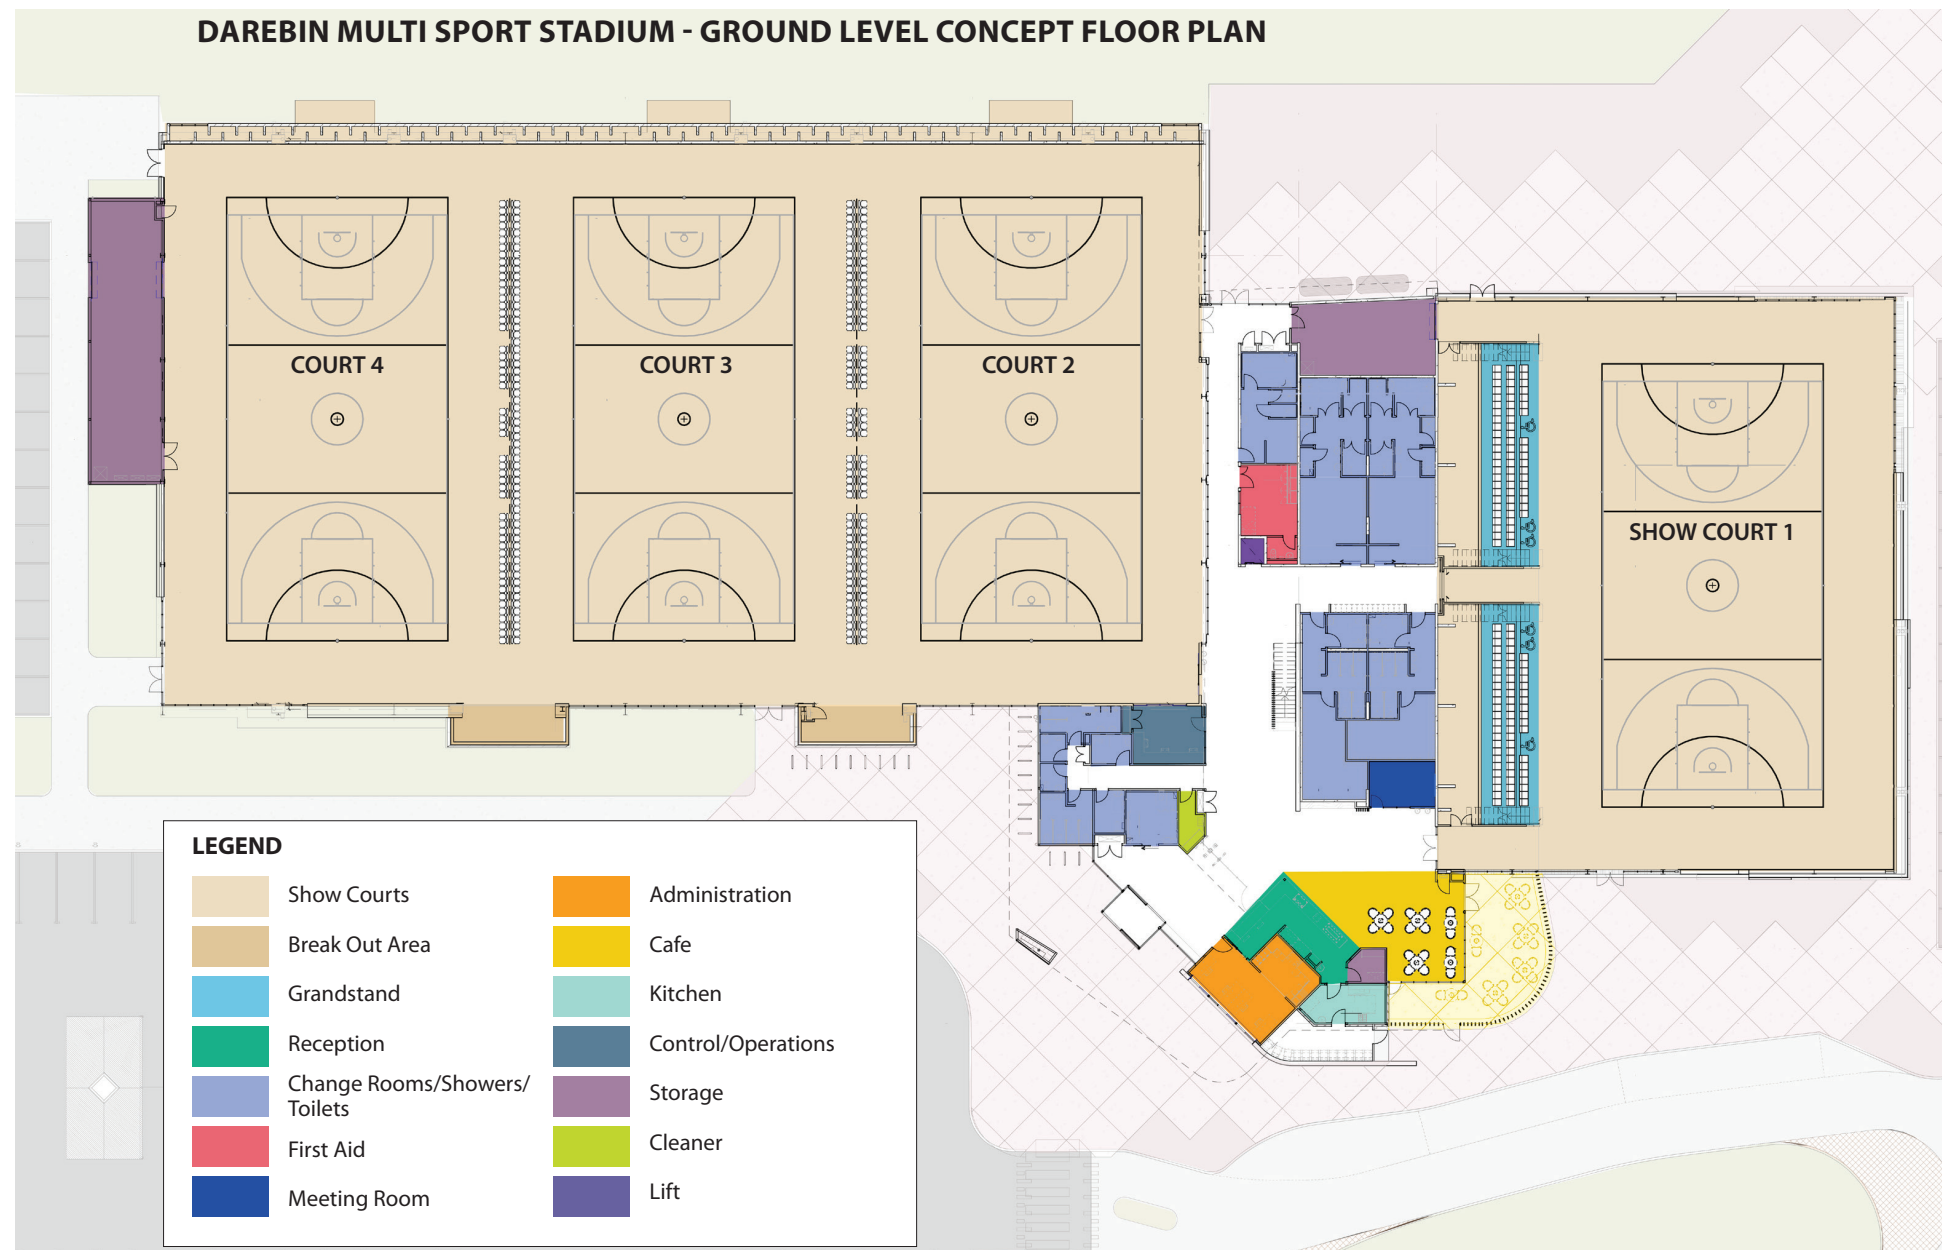 DAREBIN MULTI SPORT STADIUM - GROUND LEVEL CONCEPT FLOOR PLAN
COURT 4
COURT 3
COURT 2
SHOW COURT 1
LEGEND
Show Courts
Break Out Area
Grandstand
Reception
Change Rooms/Showers/
Toilets
First Aid
Meeting Room
Administration
Cafe
Kitchen
Control/Operations
Storage
Cleaner
Lift